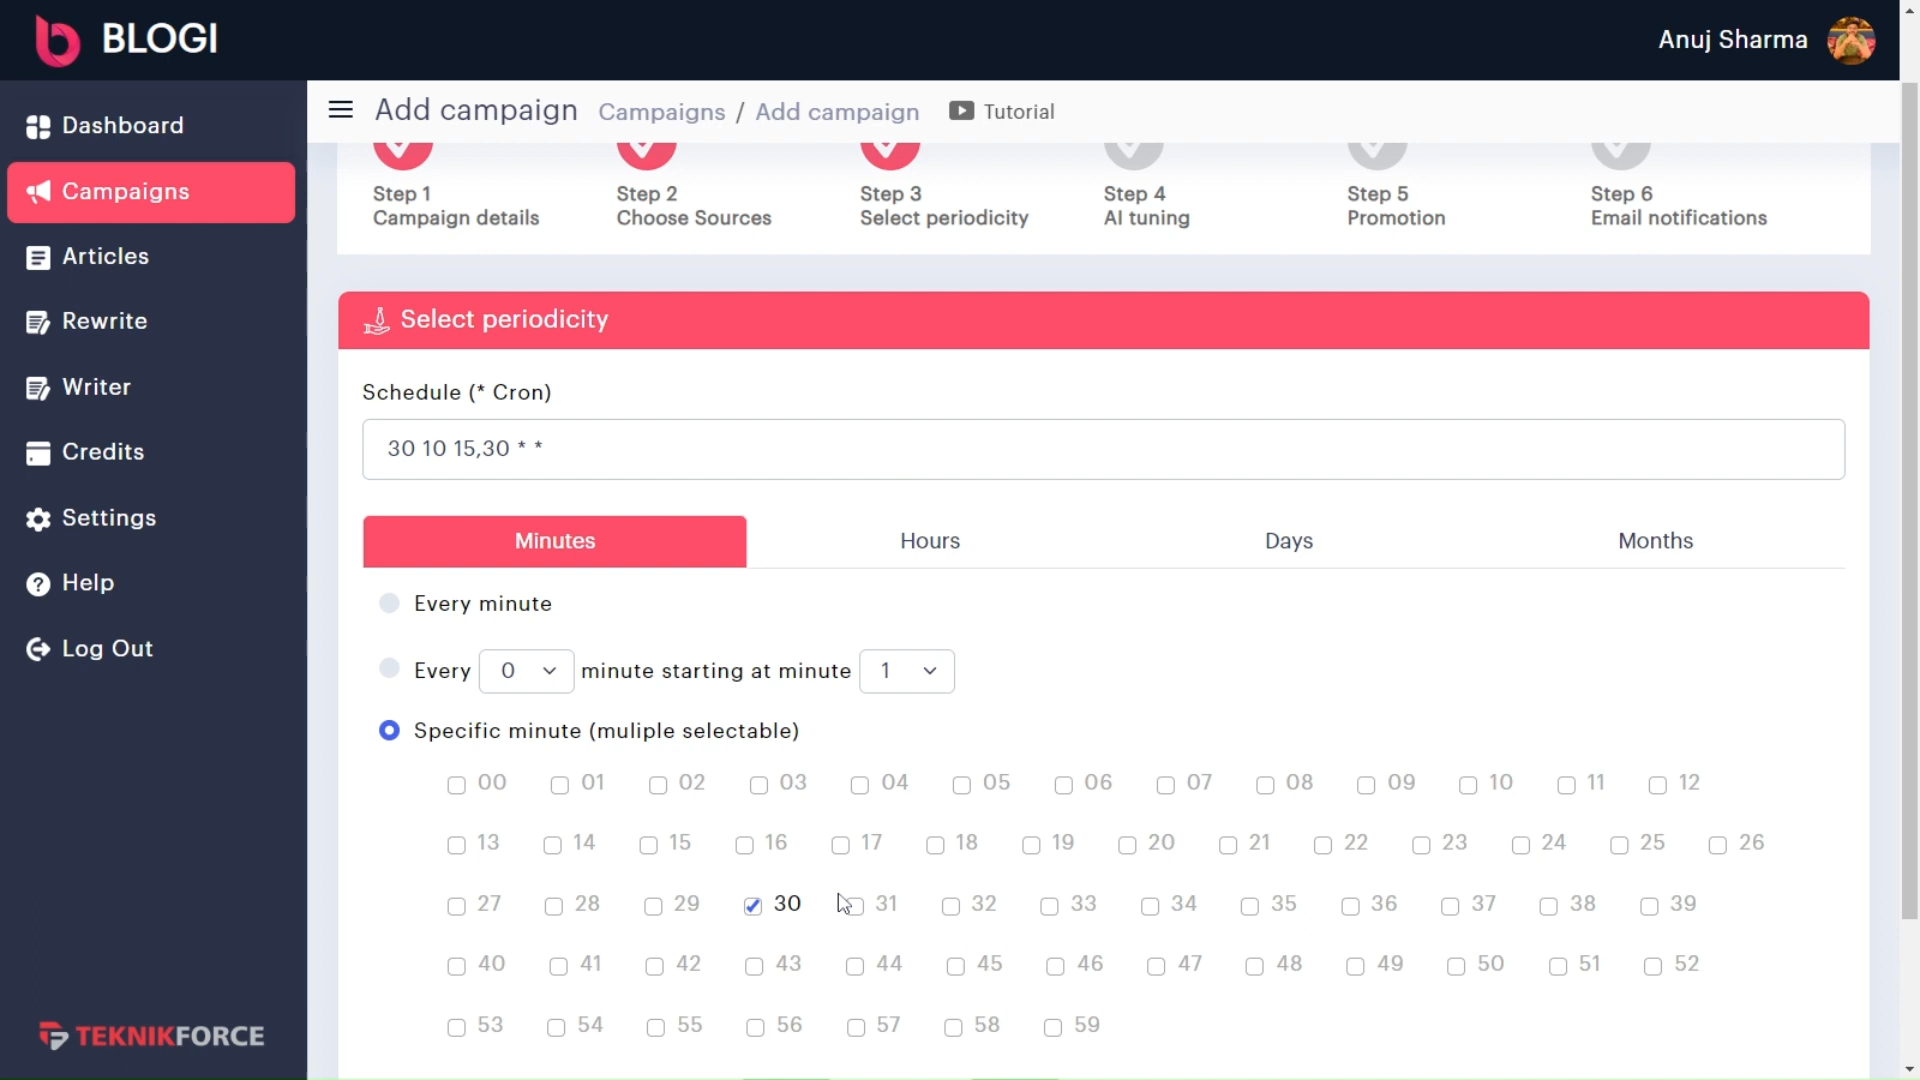 BLOGI
Anuj Sharma
Dashboard
Campaigns
Articles
Rewrite
Writer
Credits
Settings
Help
Log Out
TEKNIKFORCE
Add campaign Campaigns / Add campaign Tutorial
Step 1
Campaign details
Step 2
Choose Sources
Step 3
Select periodicity
Step 4
AI tuning
Step 5
Promotion
Step 6
Email notifications
Select periodicity
Schedule (* Cron)
30 10 15,30 * *
Minutes Hours Days Months
Every minute
Every 0 minute starting at minute 1
Specific minute (muliple selectable)
00 01 02 03 04 05 06 07 08 09 10 11 12
13 14 15 16 17 18 19 20 21 22 23 24 25 26
27 28 29 30 31 32 33 34 35 36 37 38 39
40 41 42 43 44 45 46 47 48 49 50 51 52
53 54 55 56 57 58 59